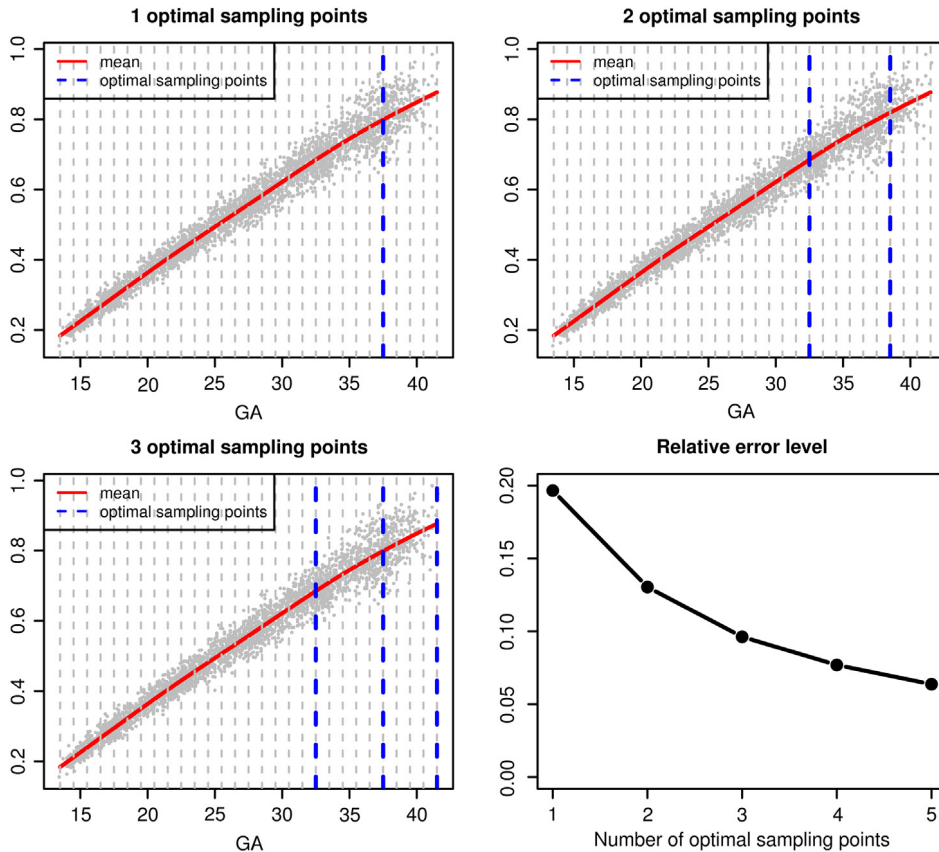 1 optimal sampling points
1.0
0.8
0.6
0.4
0.2
mean
optimal sampling points
15 20 25 30 35 40
GA
2 optimal sampling points
1.0
0.8
0.6
0.4
0.2
mean
optimal sampling points
15 20 25 30 35 40
GA
3 optimal sampling points
1.0
0.8
0.6
0.4
0.2
mean
optimal sampling points
15 20 25 30 35 40
GA
Relative error level
0.20
0.15
0.10
0.05
0.00
1 2 3 4 5
Number of optimal sampling points